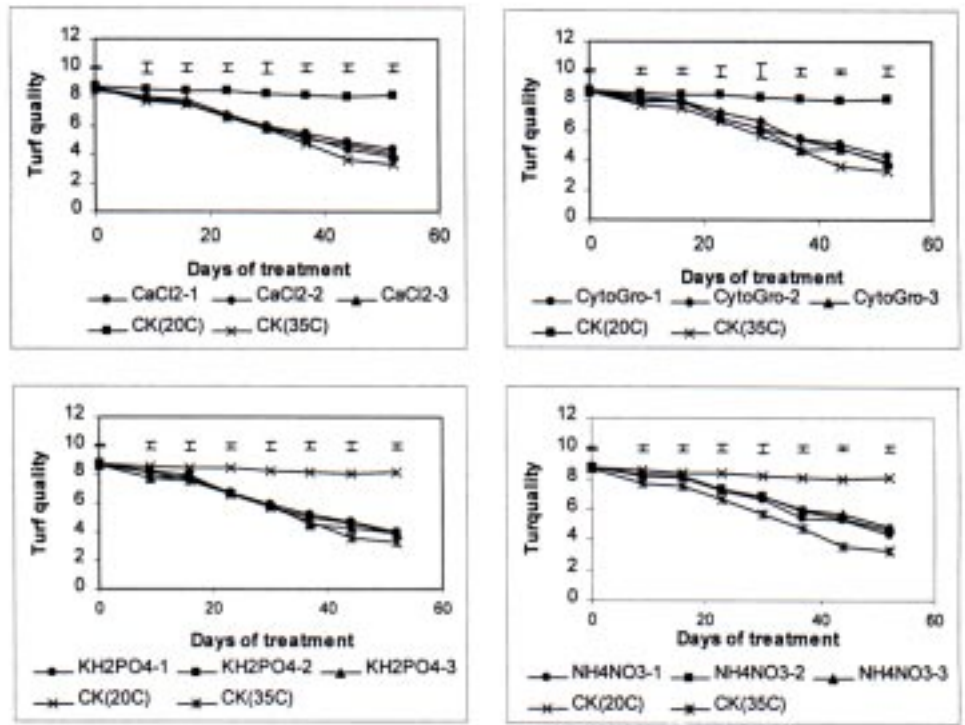 12
10
8
6
4
2
0
Turf quality
0 20 40 60
Days of treatment
CaCl2-1 CaCl2-2 CaCl2-3
CK(20C) CK(35C)
12
10
8
6
4
2
0
Turf quality
0 20 40 60
Days of treatment
CytoGro-1 CytoGro-2 CytoGro-3
CK(20C) CK(35C)
12
10
8
6
4
2
0
Turf quality
0 20 40 60
Days of treatment
KH2PO4-1 KH2PO4-2 KH2PO4-3
CK(20C) CK(35C)
12
10
8
6
4
2
0
Turquality
0 20 40 60
Days of treatment
NH4NO3-1 NH4NO3-2 NH4NO3-3
CK(20C) CK(35C)